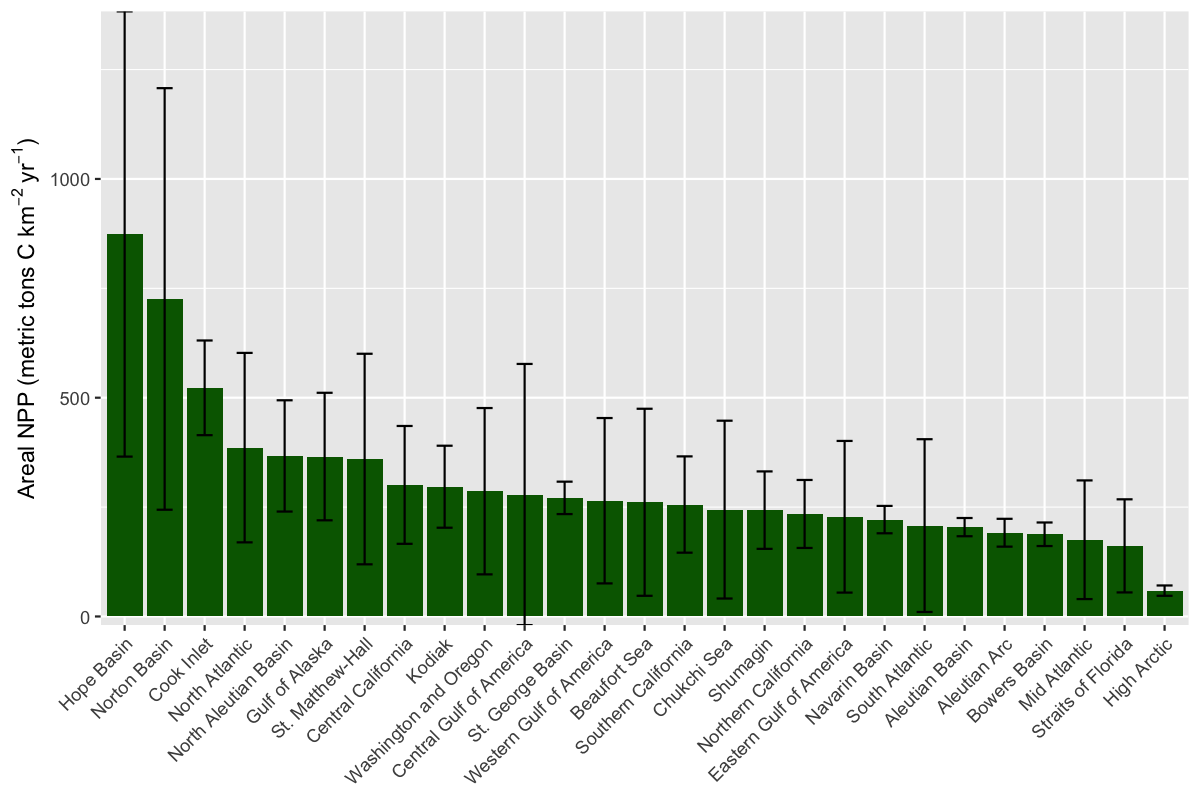 Areal NPP (metric tons C km⁻² yr⁻¹)
1000
500
0
Hope Basin
Norton Basin
Cook Inlet
North Atlantic
North Aleutian Basin
Gulf of Alaska
St. Matthew-Hall
Central California
Kodiak
Washington and Oregon
Central Gulf of America
St. George Basin
Western Gulf of America
Beaufort Sea
Southern California
Chukchi Sea
Shumagin
Northern California
Eastern Gulf of America
Navarin Basin
South Atlantic
Aleutian Basin
Aleutian Arc
Bowers Basin
Mid Atlantic
Straits of Florida
High Arctic